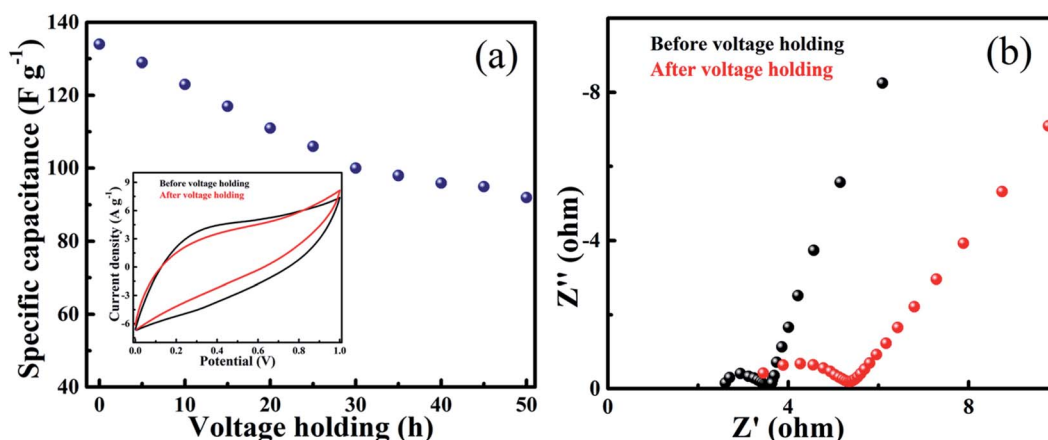 (a)
Specific capacitance (F g⁻¹)
140
120
100
80
60
40
0 10 20 30 40 50
Voltage holding (h)
Before voltage holding
After voltage holding
Current density (A g⁻¹)
9
6
3
0
-3
-6
0.0 0.2 0.4 0.6 0.8 1.0
Potential (V)
(b)
Before voltage holding
After voltage holding
Z'' (ohm)
-8
-4
0
0 4 8
Z' (ohm)